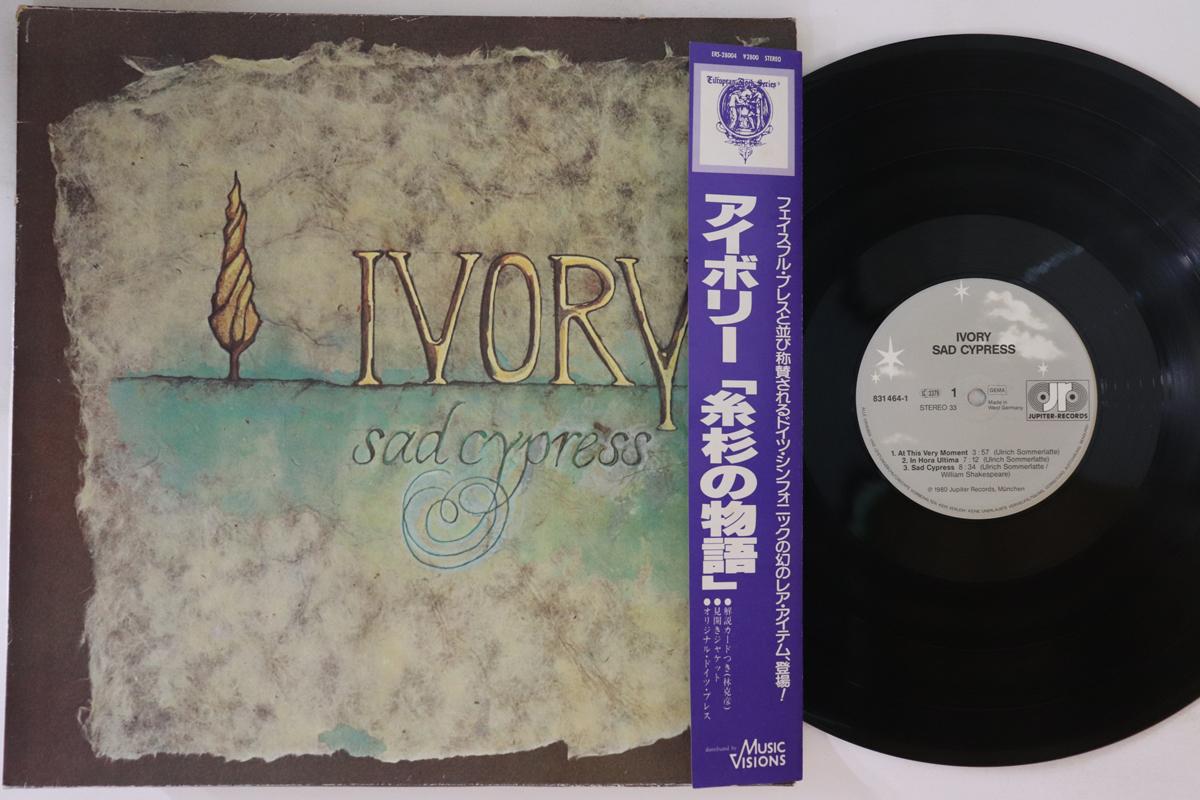 IVORY
sad cypress
ERS-28004 ¥2800 STEREO
European Rock Series
フェイスフル・ブレスと並び称賛されるドイツ・シンフォニックの幻のレア・アイテム、登場!
アイボリー「糸杉の物語」
●解説カードつき(林克彦)
●見開きジャケット
●オリジナル・ドイツ・プレス
distributed by MUSIC VISIONS
IVORY
SAD CYPRESS
831 464-1
STEREO 33
1
GEMA
Made in
West Germany
jr
JUPITER-RECORDS
1. At This Very Moment 3:57 (Ulrich Sommerlatte)
2. In Hora Ultima 7:12 (Ulrich Sommerlatte)
3. Sad Cypress 8:34 (Ulrich Sommerlatte /
William Shakespeare)
℗ 1980 Jupiter Records, München